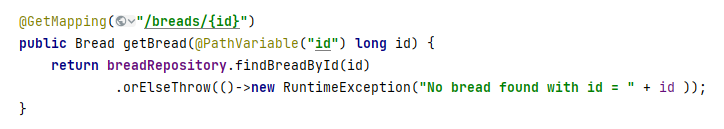 @GetMapping("/breads/{id}")
public Bread getBread(@PathVariable("id") long id) {
    return breadRepository.findBreadById(id)
            .orElseThrow(()->new RuntimeException("No bread found with id = " + id ));
}